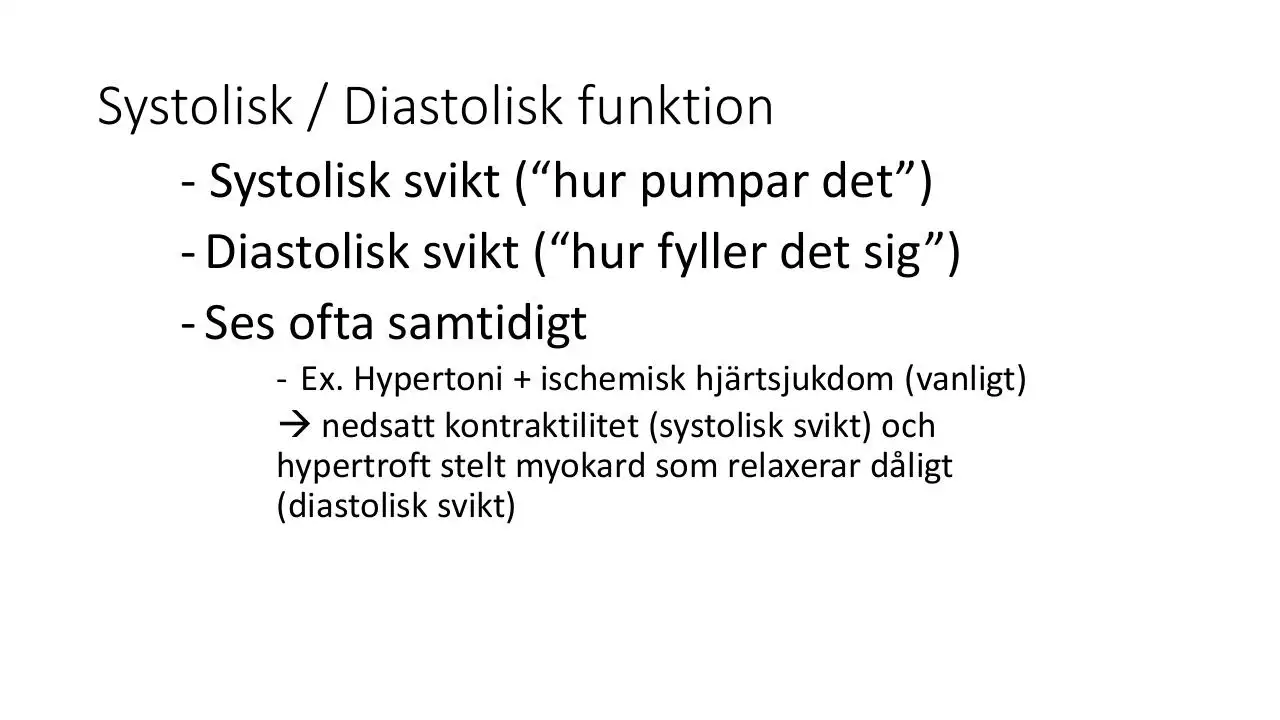 Systolisk / Diastolisk funktion
- Systolisk svikt (“hur pumpar det”)
- Diastolisk svikt (“hur fyller det sig”)
- Ses ofta samtidigt
- Ex. Hypertoni + ischemisk hjärtsjukdom (vanligt)
→ nedsatt kontraktilitet (systolisk svikt) och
hypertroft stelt myokard som relaxerar dåligt
(diastolisk svikt)